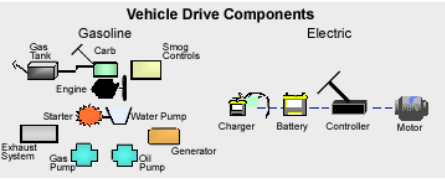 Vehicle Drive Components
Gasoline
Electric
Gas
Tank
Carb
Smog
Controls
Engine
Starter
Water Pump
Exhaust
System
Gas
Pump
Oil
Pump
Generator
Charger
Battery
Controller
Motor